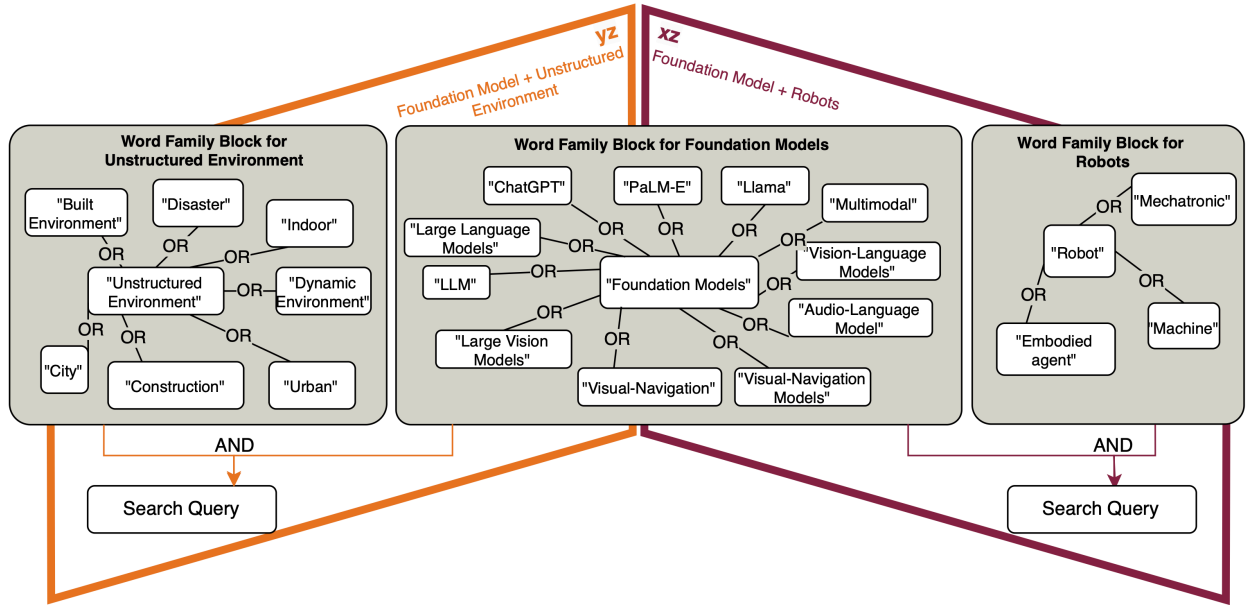 yz
Foundation Model + Unstructured
Environment
xz
Foundation Model + Robots
Word Family Block for
Unstructured Environment
"Built
Environment"
"Disaster"
"Indoor"
OR
OR
OR
"Unstructured
Environment"
OR
"Dynamic
Environment"
OR
OR
OR
"City"
"Construction"
"Urban"
Word Family Block for Foundation Models
"ChatGPT"
"PaLM-E"
"Llama"
"Multimodal"
"Large Language
Models"
OR
OR
OR
OR
OR
"Vision-Language
Models"
"LLM"
OR
"Foundation Models"
OR
"Audio-Language
Model"
OR
OR
OR
OR
"Large Vision
Models"
"Visual-Navigation"
"Visual-Navigation
Models"
Word Family Block for
Robots
"Mechatronic"
OR
"Robot"
OR
OR
"Machine"
"Embodied
agent"
AND
Search Query
AND
Search Query